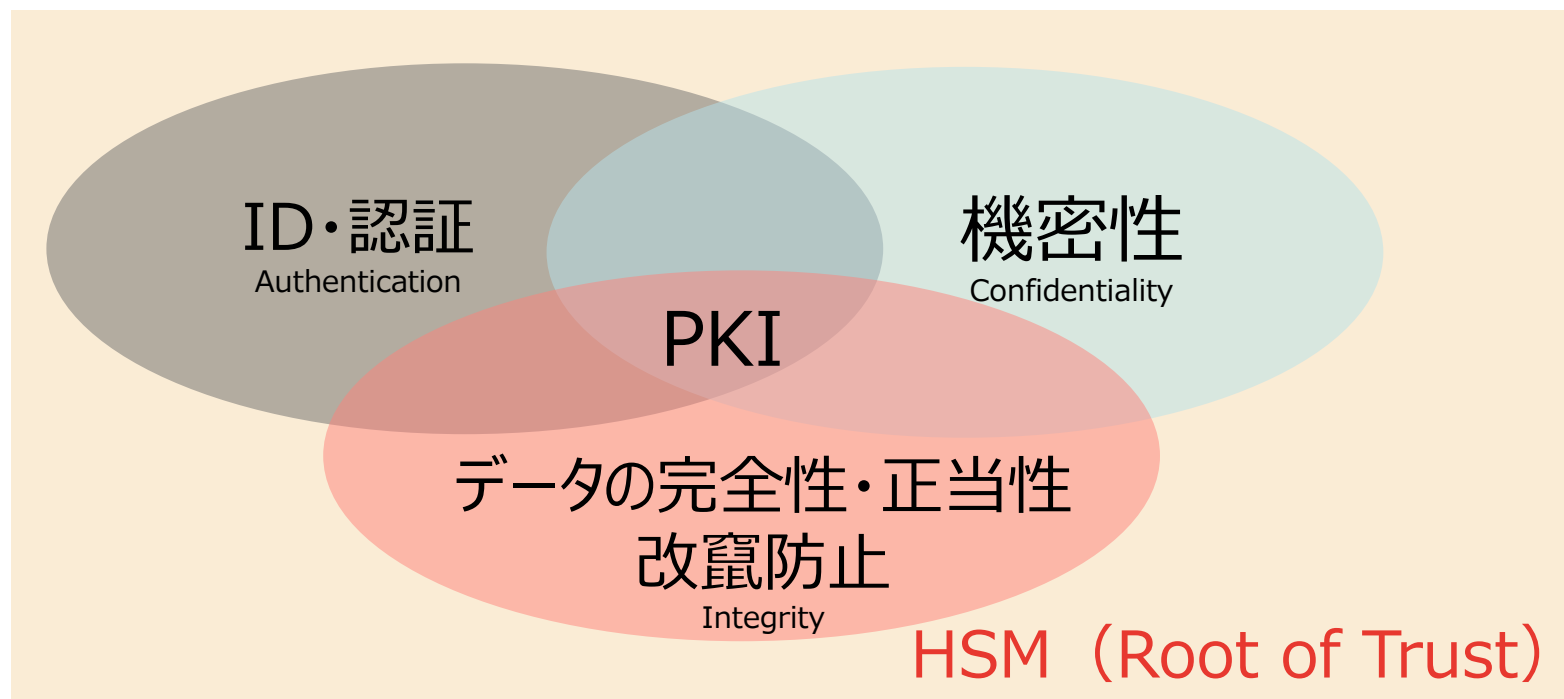 ID・認証
Authentication
機密性
Confidentiality
PKI
データの完全性・正当性
改竄防止
Integrity
HSM（Root of Trust）